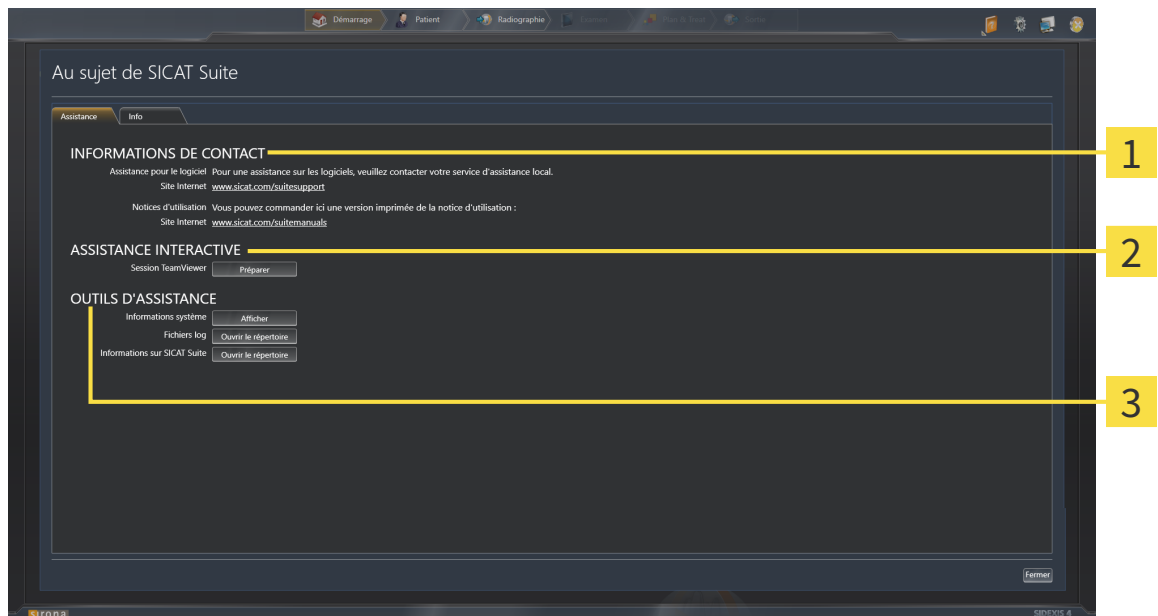 Démarrage Patient Radiographie Examen Plan & Treat Sortie
Au sujet de SICAT Suite
Assistance Info
INFORMATIONS DE CONTACT
1
Assistance pour le logiciel Pour une assistance sur les logiciels, veuillez contacter votre service d'assistance local.
Site Internet www.sicat.com/suitesupport
Notices d'utilisation Vous pouvez commander ici une version imprimée de la notice d'utilisation :
Site Internet www.sicat.com/suitemanuals
ASSISTANCE INTERACTIVE
2
Session TeamViewer Préparer
OUTILS D'ASSISTANCE
Informations système Afficher
Fichiers log Ouvrir le répertoire
Informations sur SICAT Suite Ouvrir le répertoire
3
Fermer
sirona SIDEXIS 4